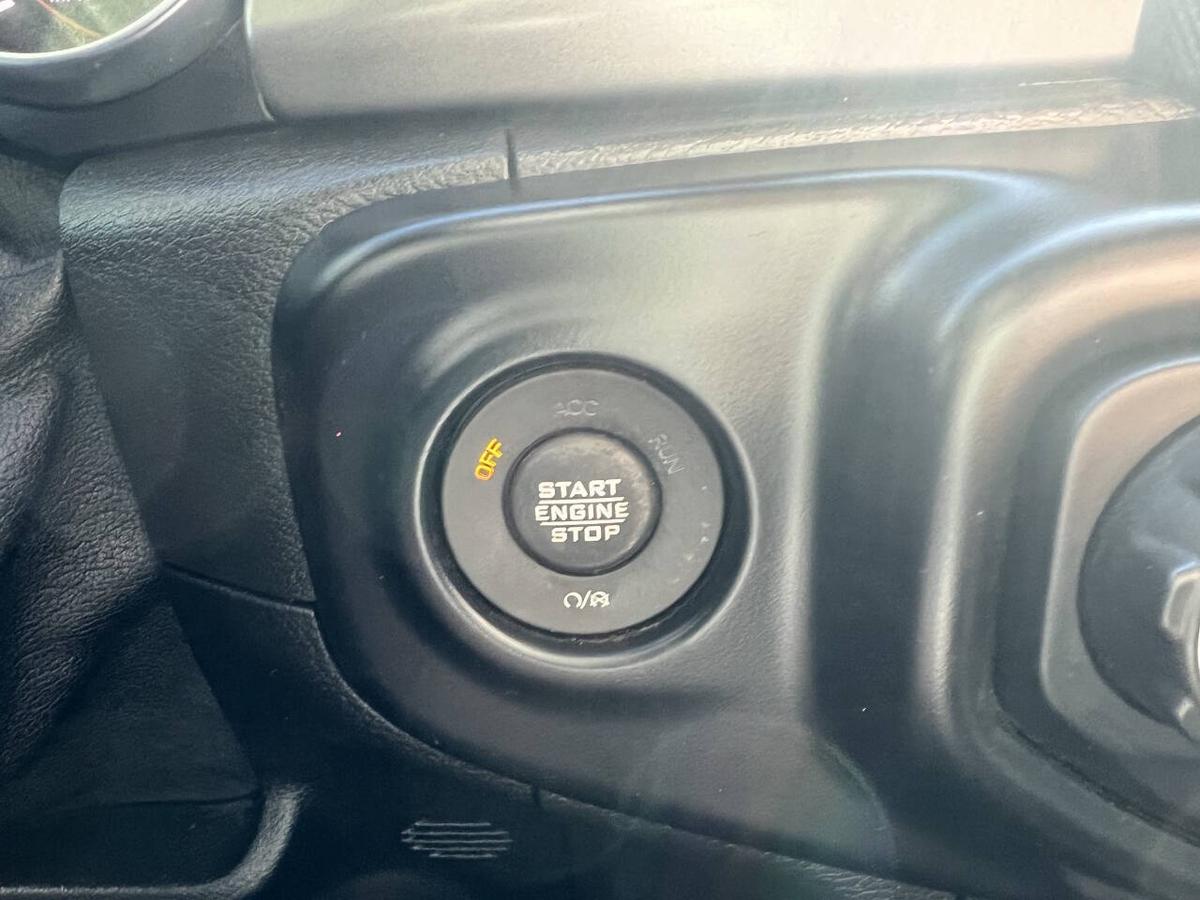 ACC
OFF
RUN
START
ENGINE
STOP